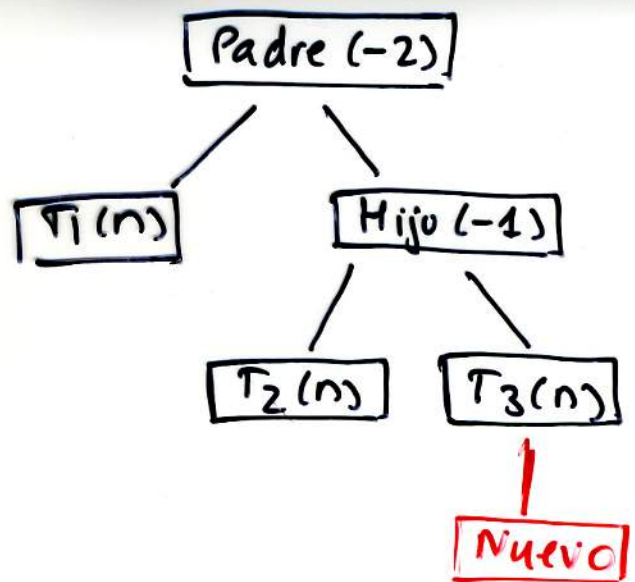 Padre (-2)
T1 (n)
Hijo (-1)
T2 (n)
T3 (n)
Nuevo